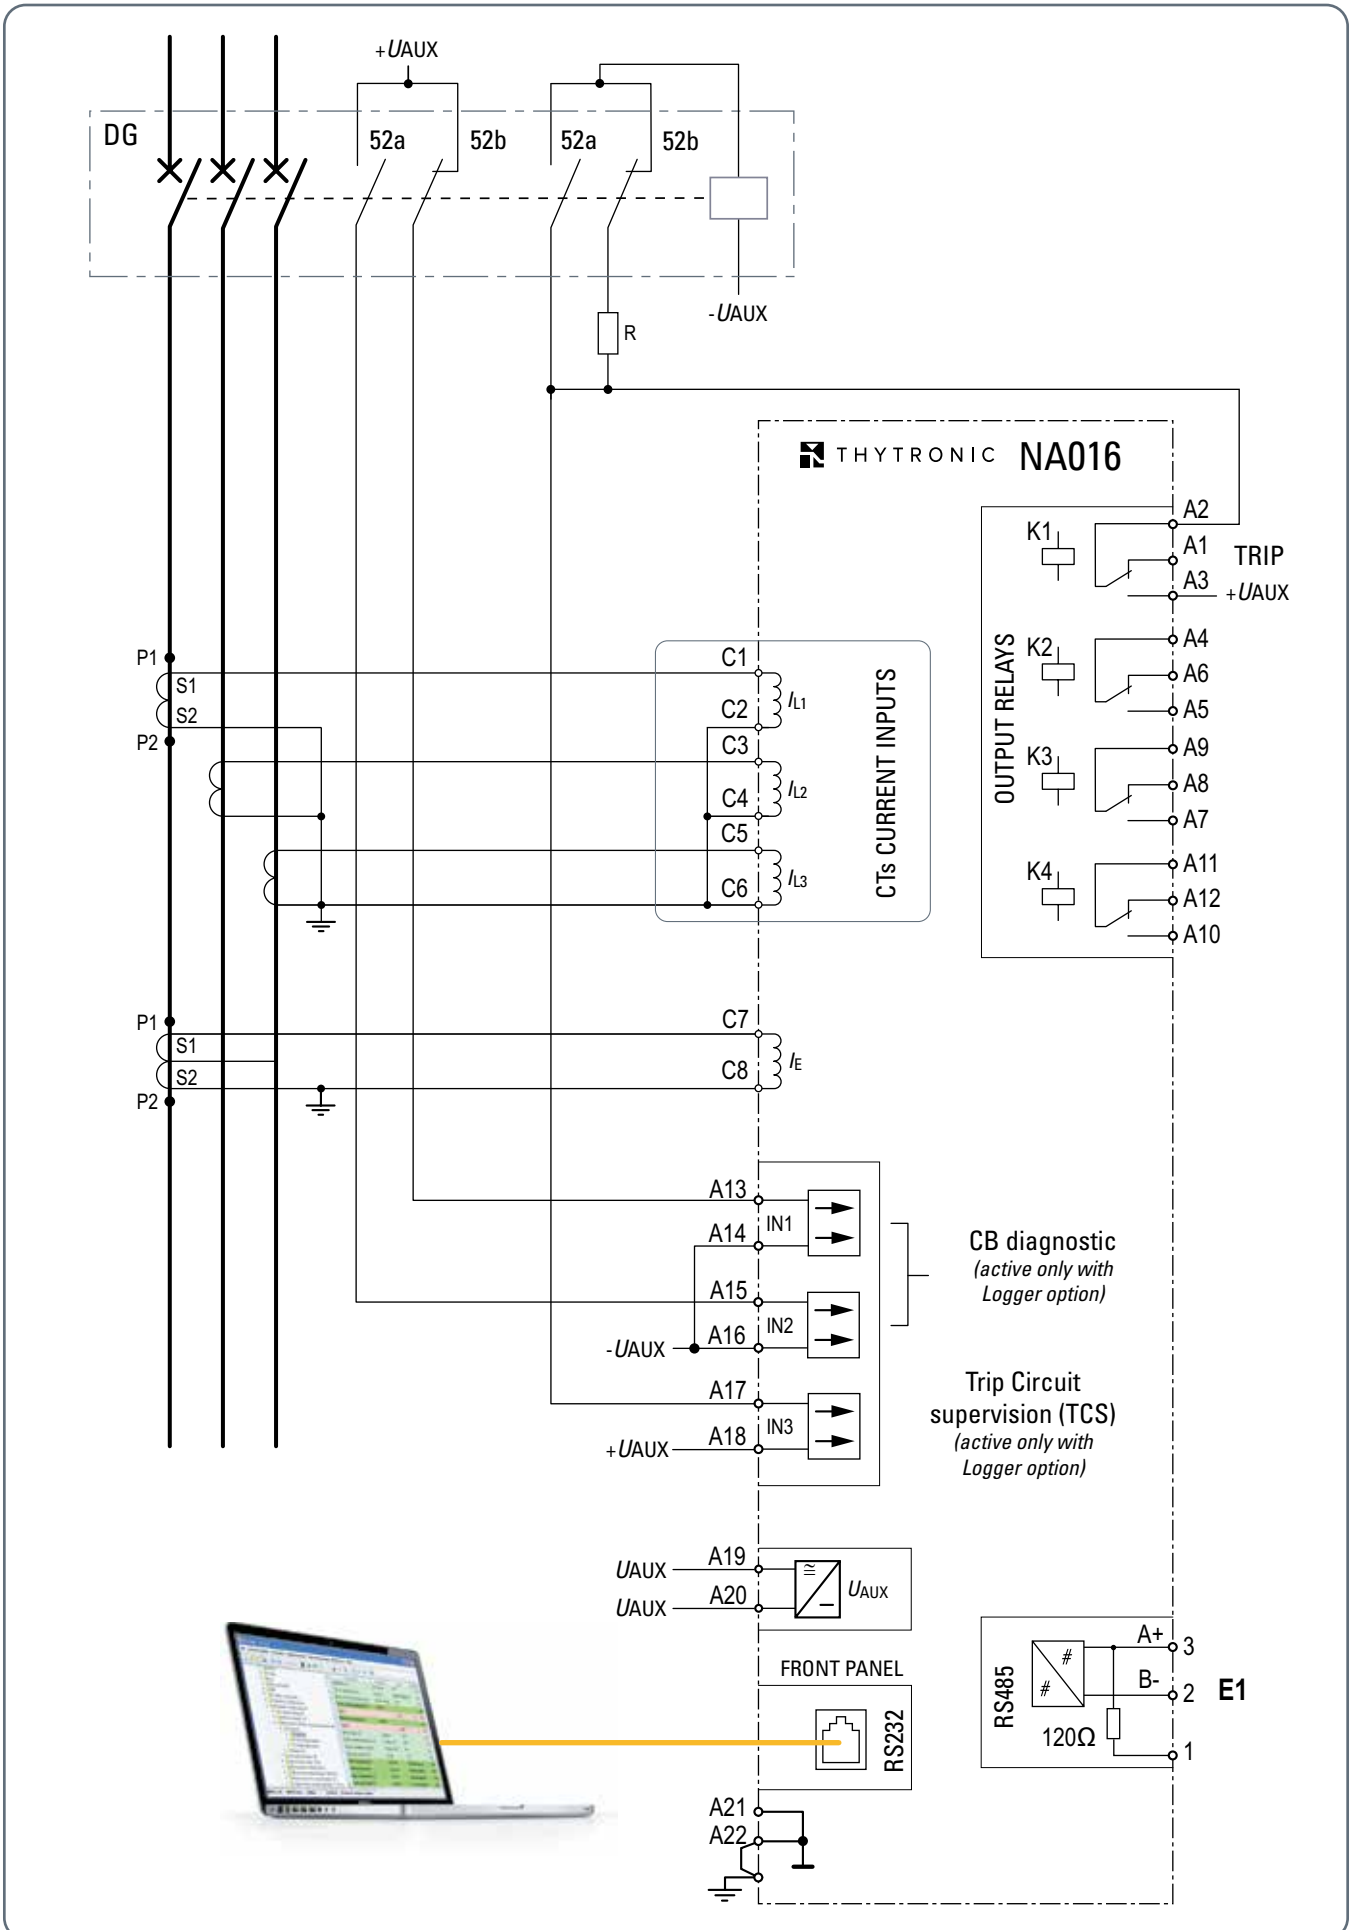 +UAUX
DG
52a
52b
52a
52b
-UAUX
R
THYTRONIC NA016
A2
K1
A1
TRIP
A3
+UAUX
OUTPUT RELAYS
K2
A4
A6
A5
K3
A9
A8
A7
K4
A11
A12
A10
P1
S1
S2
P2
C1
C2
C3
C4
C5
C6
IL1
IL2
IL3
CTs CURRENT INPUTS
P1
S1
S2
P2
C7
C8
IE
A13
IN1
A14
A15
IN2
A16
-UAUX
A17
IN3
A18
+UAUX
CB diagnostic
(active only with
Logger option)
Trip Circuit
supervision (TCS)
(active only with
Logger option)
UAUX
A19
UAUX
A20
≅
UAUX
FRONT PANEL
RS232
RS485
#
#
A+
3
B-
2
E1
120Ω
1
A21
A22